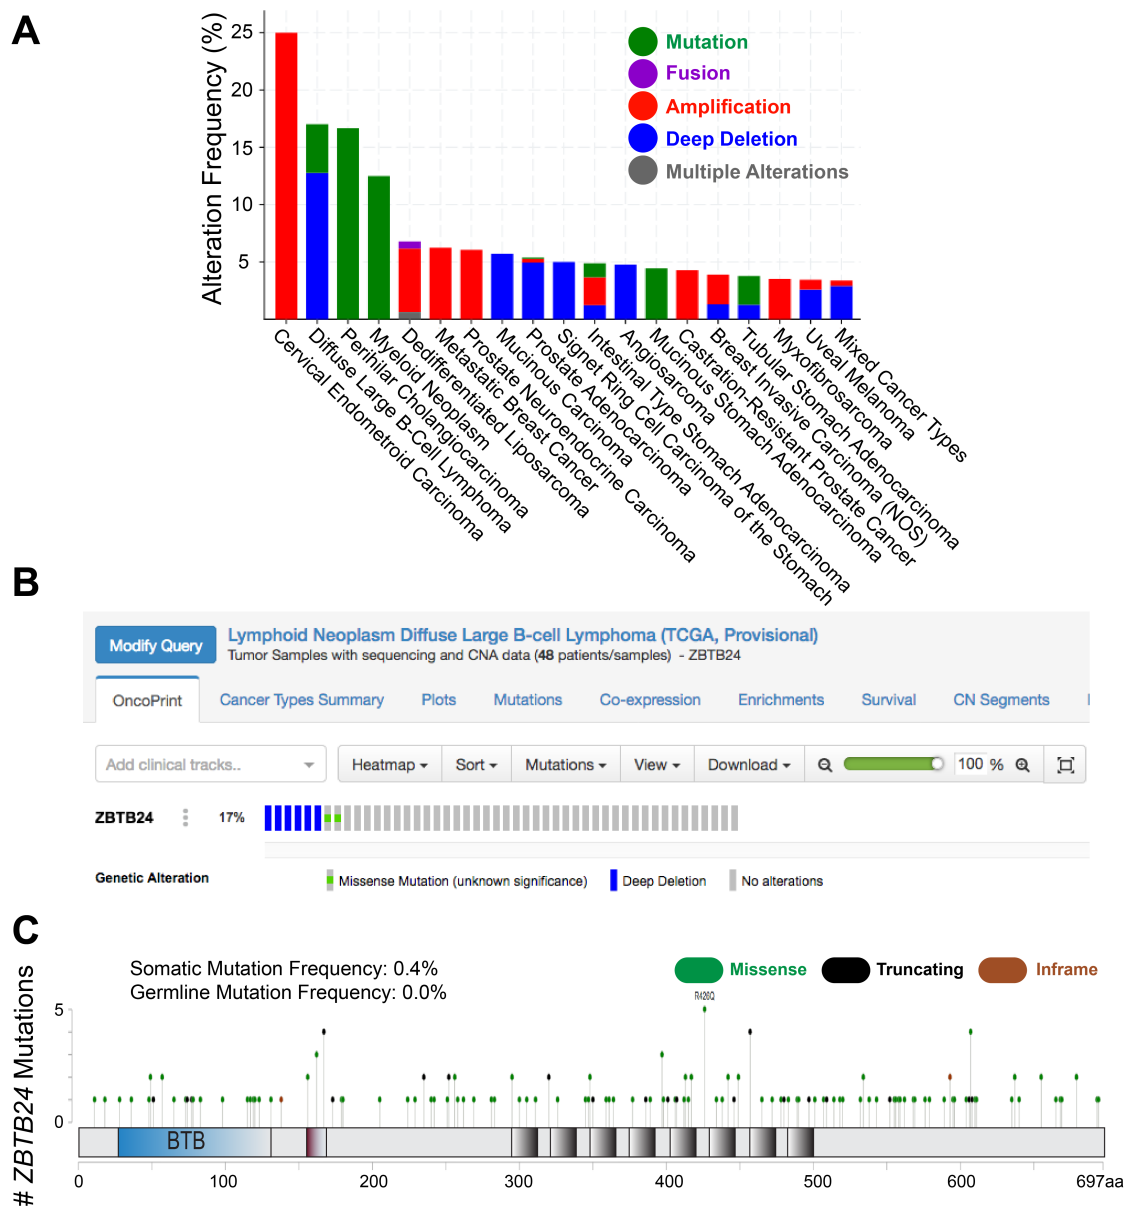 A
Alteration Frequency (%)
25
20
15
10
5
Mutation
Fusion
Amplification
Deep Deletion
Multiple Alterations
Cervical Endometroid Carcinoma
Diffuse Large B-Cell Lymphoma
Perihilar Cholangiocarcinoma
Myeloid Neoplasm
Dedifferentiated Liposarcoma
Metastatic Breast Cancer
Prostate Neuroendocrine Carcinoma
Mucinous Carcinoma
Prostate Adenocarcinoma
Signet Ring Cell Carcinoma of the Stomach
Intestinal Type Stomach Adenocarcinoma
Angiosarcoma
Mucinous Stomach Adenocarcinoma
Castration-Resistant Prostate Cancer
Breast Invasive Carcinoma (NOS)
Tubular Stomach Adenocarcinoma
Myxofibrosarcoma
Uveal Melanoma
Mixed Cancer Types
B
Modify Query
Lymphoid Neoplasm Diffuse Large B-cell Lymphoma (TCGA, Provisional)
Tumor Samples with sequencing and CNA data (48 patients/samples) - ZBTB24
OncoPrint Cancer Types Summary Plots Mutations Co-expression Enrichments Survival CN Segments
Add clinical tracks.. Heatmap Sort Mutations View Download 100 %
ZBTB24 17%
Genetic Alteration Missense Mutation (unknown significance) Deep Deletion No alterations
C
Somatic Mutation Frequency: 0.4%
Germline Mutation Frequency: 0.0%
Missense Truncating Inframe
# ZBTB24 Mutations
R426Q
5
0
BTB
0 100 200 300 400 500 600 697aa